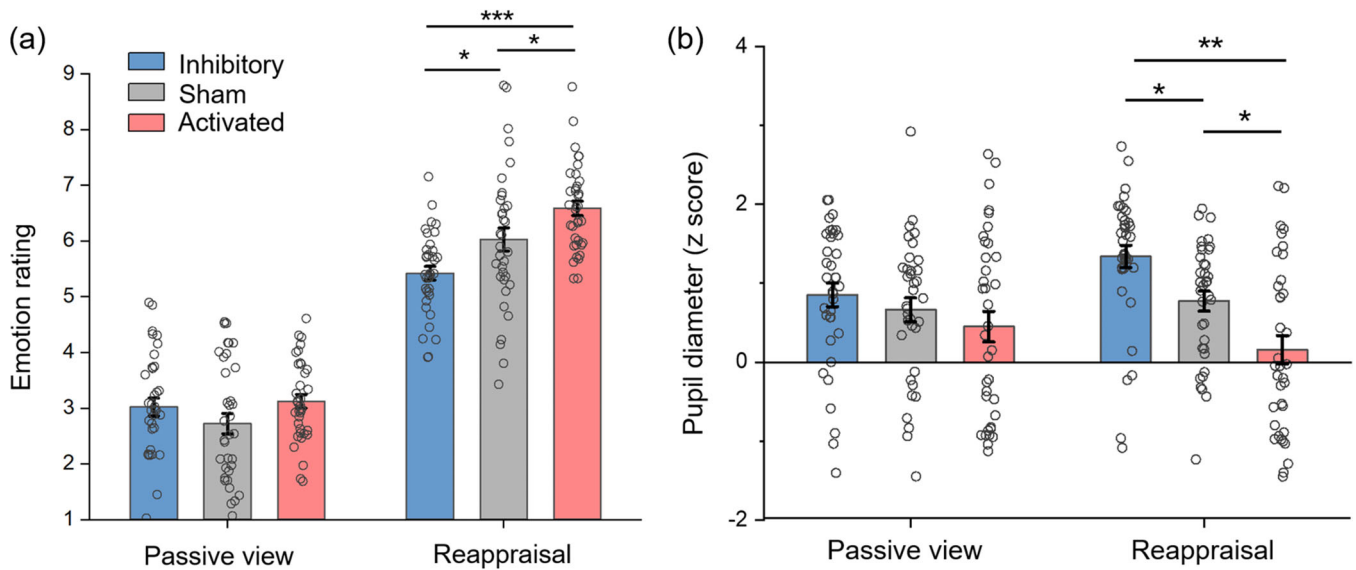 (a)
Inhibitory
Sham
Activated
***
*
*
Emotion rating
9
8
7
6
5
4
3
2
1
Passive view
Reappraisal
(b)
**
*
*
Pupil diameter (z score)
4
2
0
-2
Passive view
Reappraisal